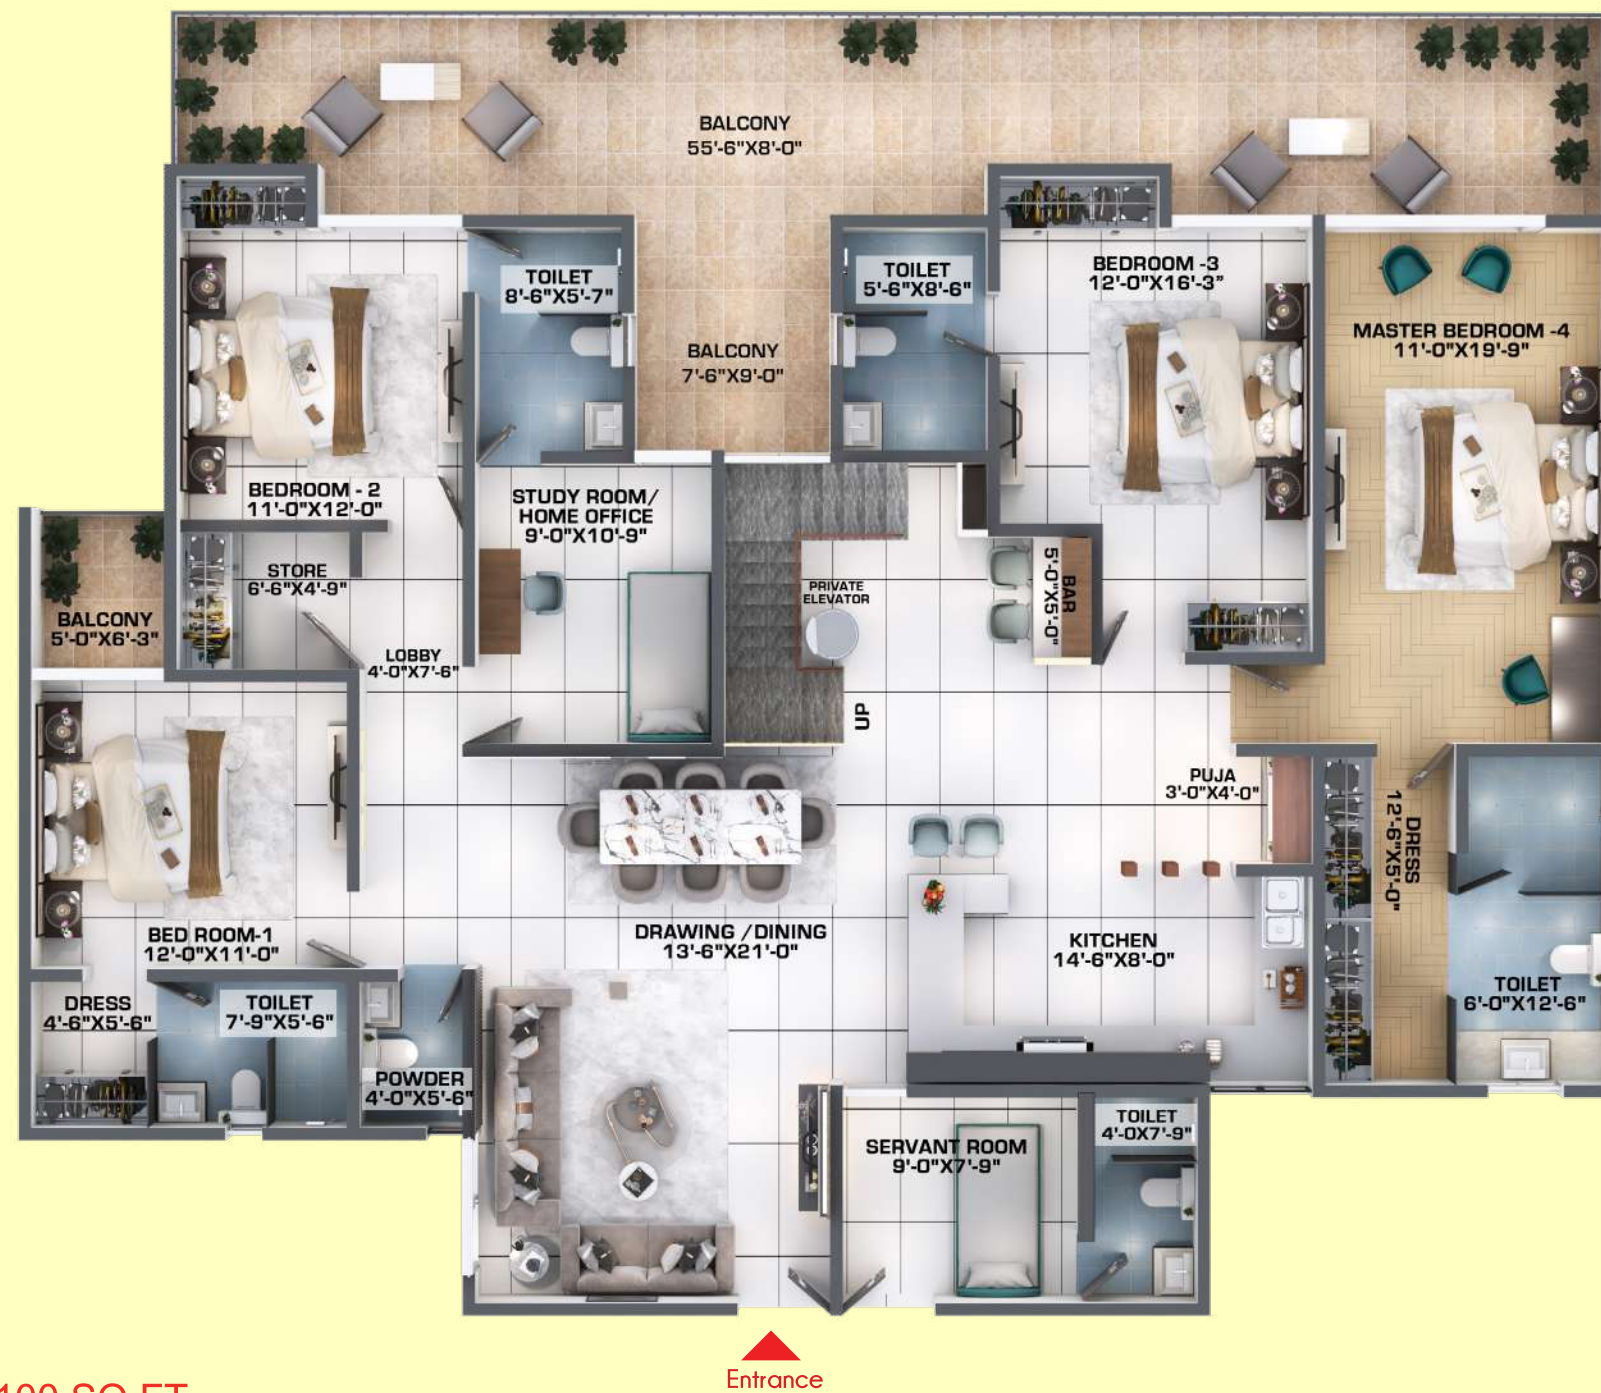 BALCONY
55'-6"X8'-0"
TOILET
8'-6"X5'-7"
TOILET
5'-6"X8'-6"
BEDROOM -3
12'-0"X16'-3"
MASTER BEDROOM -4
11'-0"X19'-9"
BALCONY
7'-6"X9'-0"
BEDROOM - 2
11'-0"X12'-0"
STUDY ROOM/
HOME OFFICE
9'-0"X10'-9"
STORE
6'-6"X4'-9"
PRIVATE
ELEVATOR
BAR
5'-0"X5'-0"
BALCONY
5'-0"X6'-3"
LOBBY
4'-0"X7'-6"
UP
PUJA
3'-0"X4'-0"
DRESS
12'-6"X5'-0"
BED ROOM-1
12'-0"X11'-0"
DRAWING /DINING
13'-6"X21'-0"
KITCHEN
14'-6"X8'-0"
DRESS
4'-6"X5'-6"
TOILET
7'-9"X5'-6"
TOILET
6'-0"X12'-6"
POWDER
4'-0"X5'-6"
SERVANT ROOM
9'-0"X7'-9"
TOILET
4'-0X7'-9"
Entrance
SQ.FT